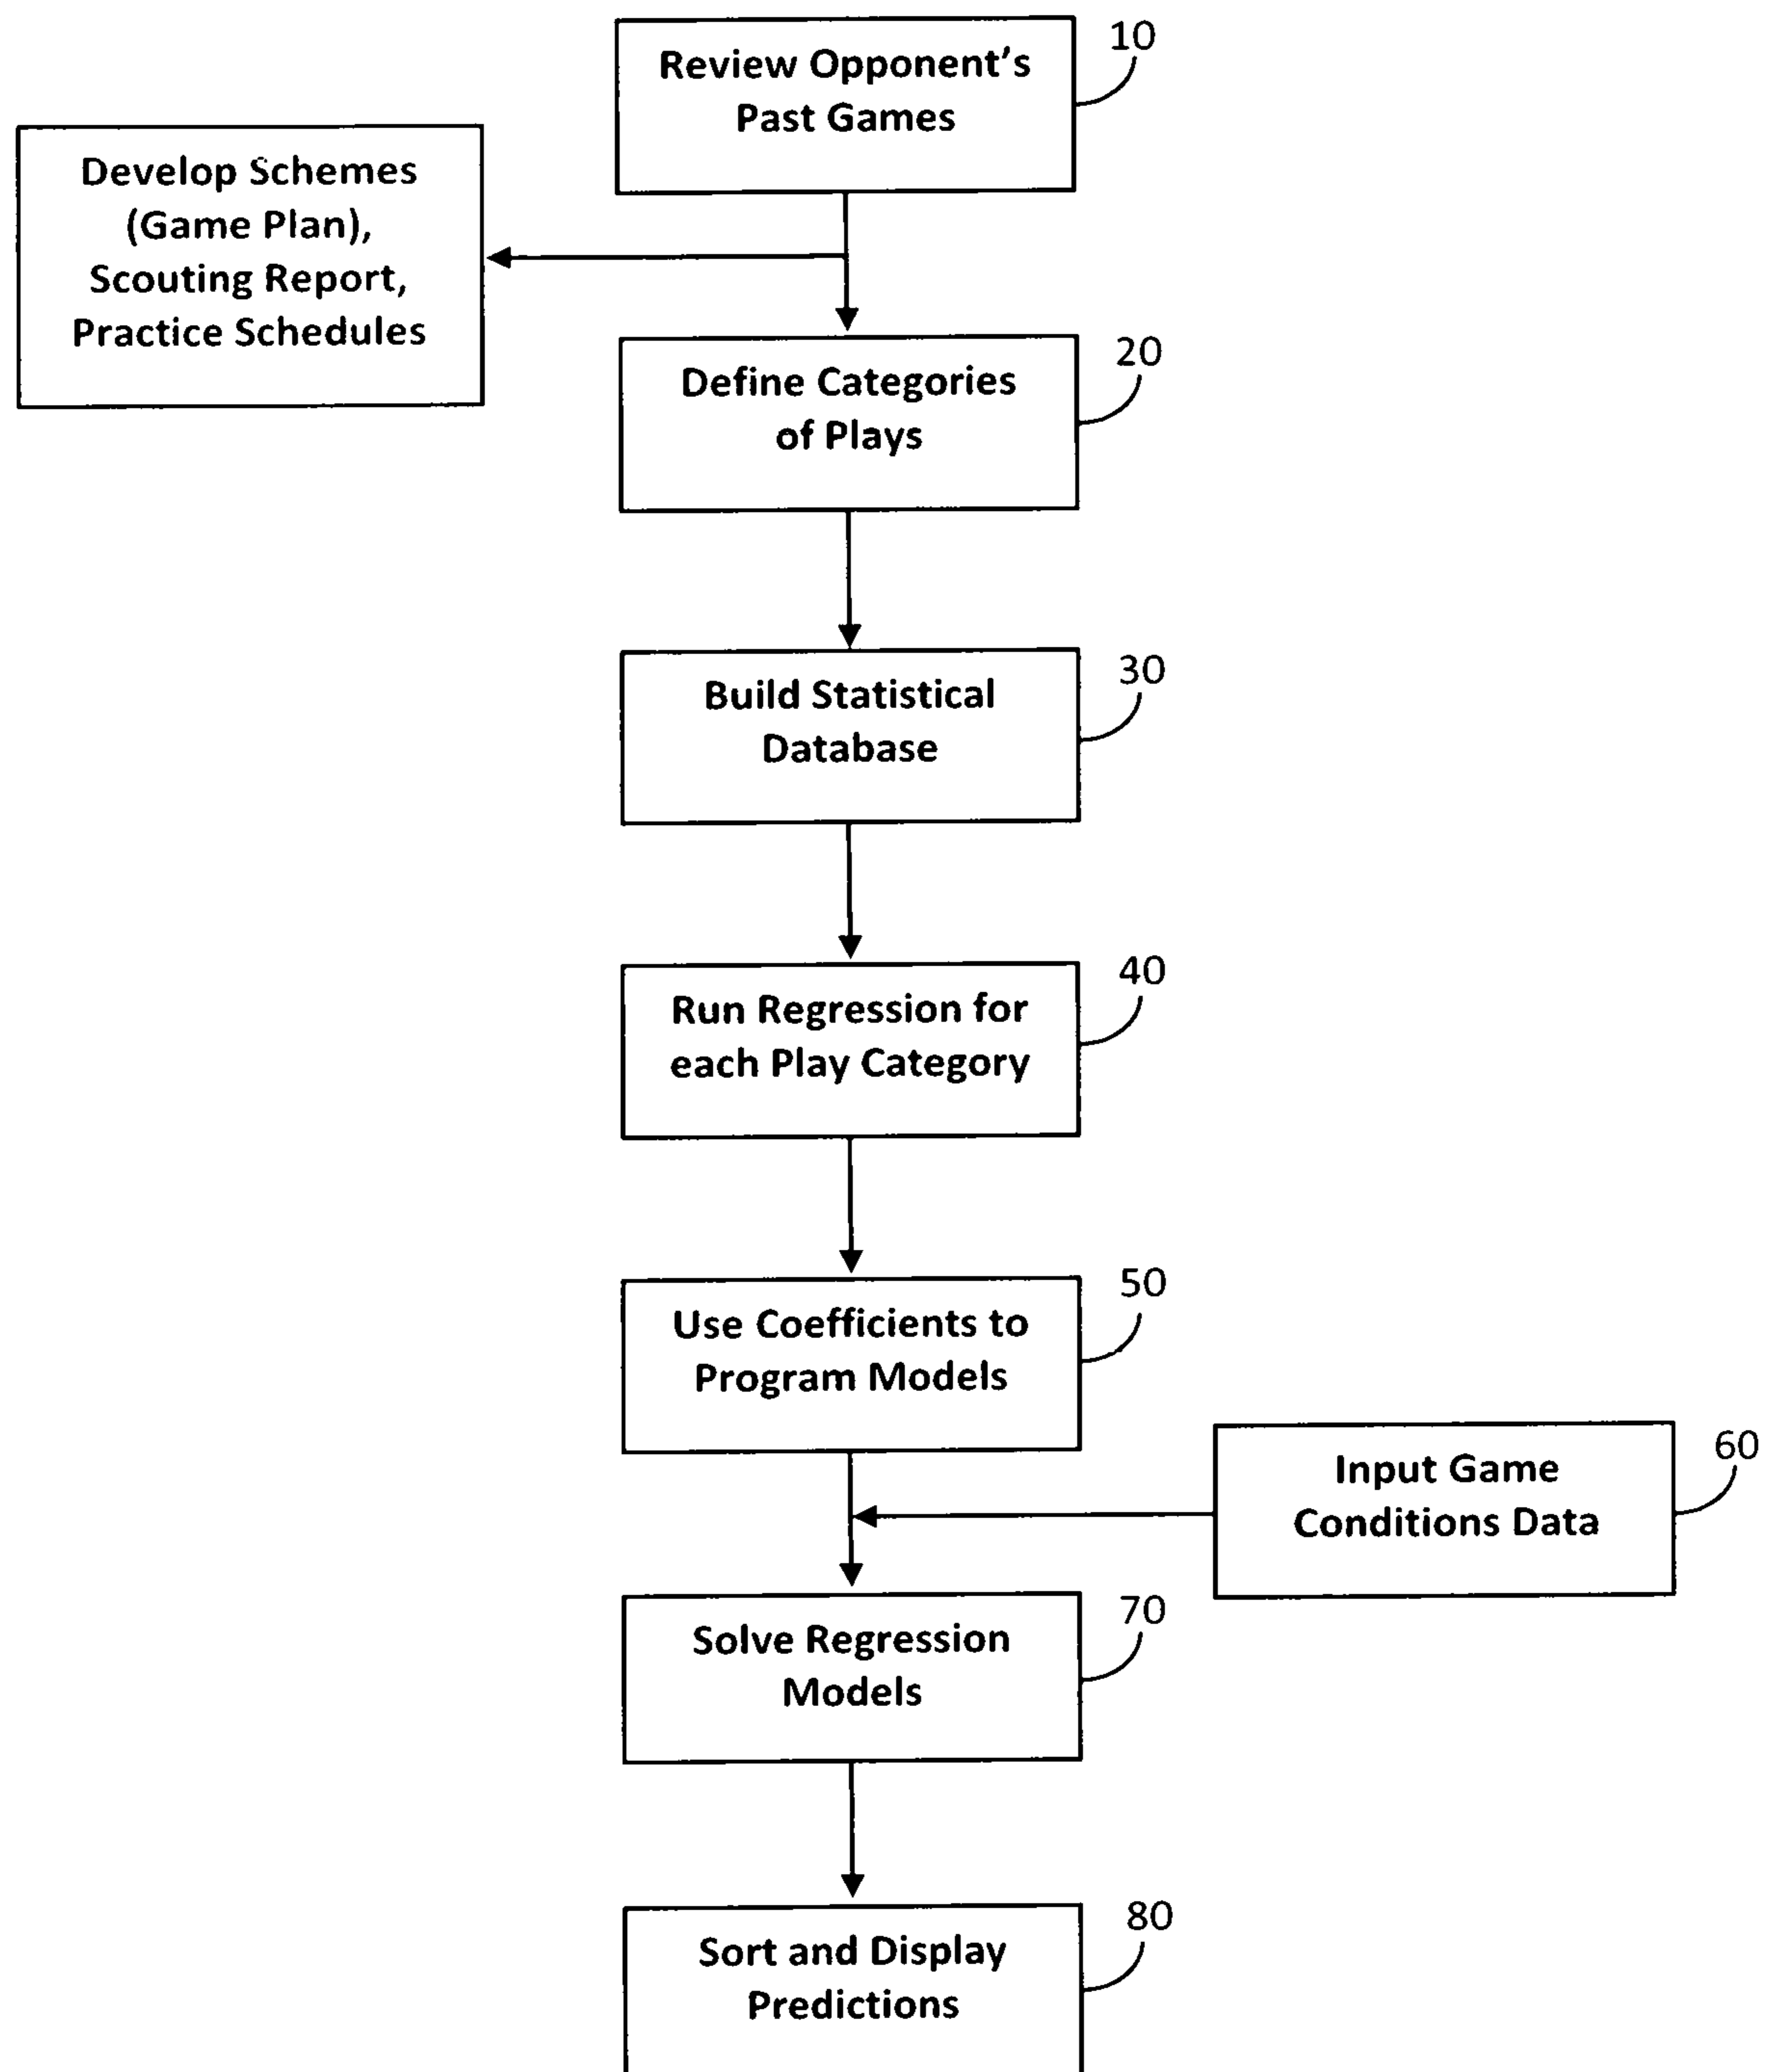 10
Review Opponent's
Past Games
Develop Schemes
(Game Plan),
Scouting Report,
Practice Schedules
20
Define Categories
of Plays
30
Build Statistical
Database
40
Run Regression for
each Play Category
50
Use Coefficients to
Program Models
60
Input Game
Conditions Data
70
Solve Regression
Models
80
Sort and Display
Predictions